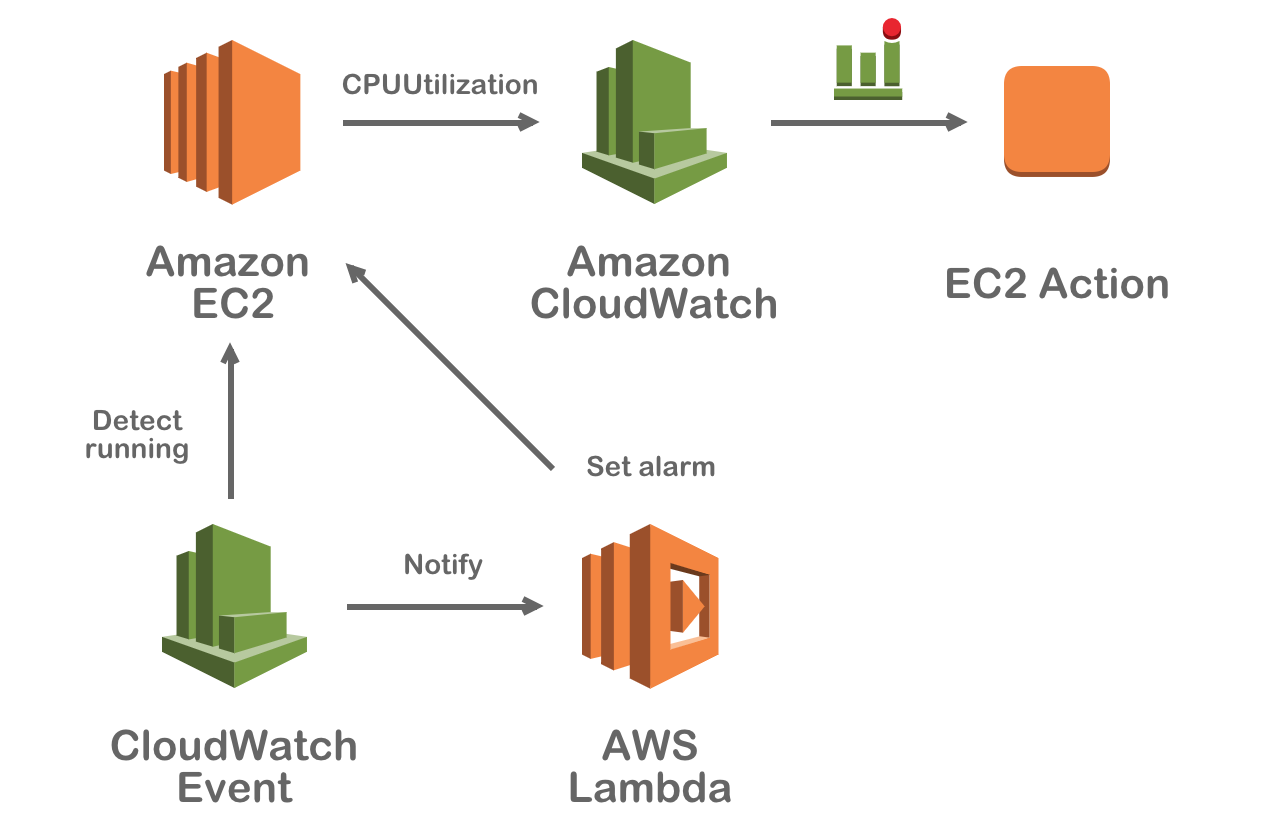 CPUUtilization
Amazon
EC2
Amazon
CloudWatch
EC2 Action
Detect
running
Set alarm
Notify
CloudWatch
Event
AWS
Lambda